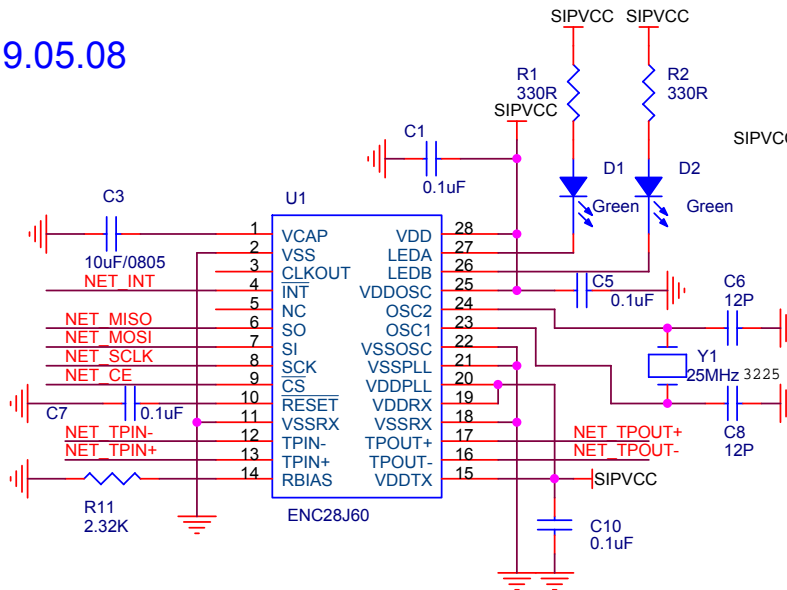 9.05.08
SIPVCC SIPVCC
R1
330R
R2
330R
SIPVCC
SIPVC
C1
0.1uF
D1
Green
D2
Green
C3
10uF/0805
U1
1 VCAP
2 VSS
3 CLKOUT
4 INT
5 NC
6 SO
7 SI
8 SCK
9 CS
10 RESET
11 VSSRX
12 TPIN-
13 TPIN+
14 RBIAS
VDD 28
LEDA 27
LEDB 26
VDDOSC 25
OSC2 24
OSC1 23
VSSOSC 22
VSSPLL 21
VDDPLL 20
VDDRX 19
VSSRX 18
TPOUT+ 17
TPOUT- 16
VDDTX 15
ENC28J60
NET_INT
NET_MISO
NET_MOSI
NET_SCLK
NET_CE
C7
0.1uF
NET_TPIN-
NET_TPIN+
R11
2.32K
C5
0.1uF
C6
12P
Y1
25MHz 3225
C8
12P
NET_TPOUT+
NET_TPOUT-
SIPVCC
C10
0.1uF